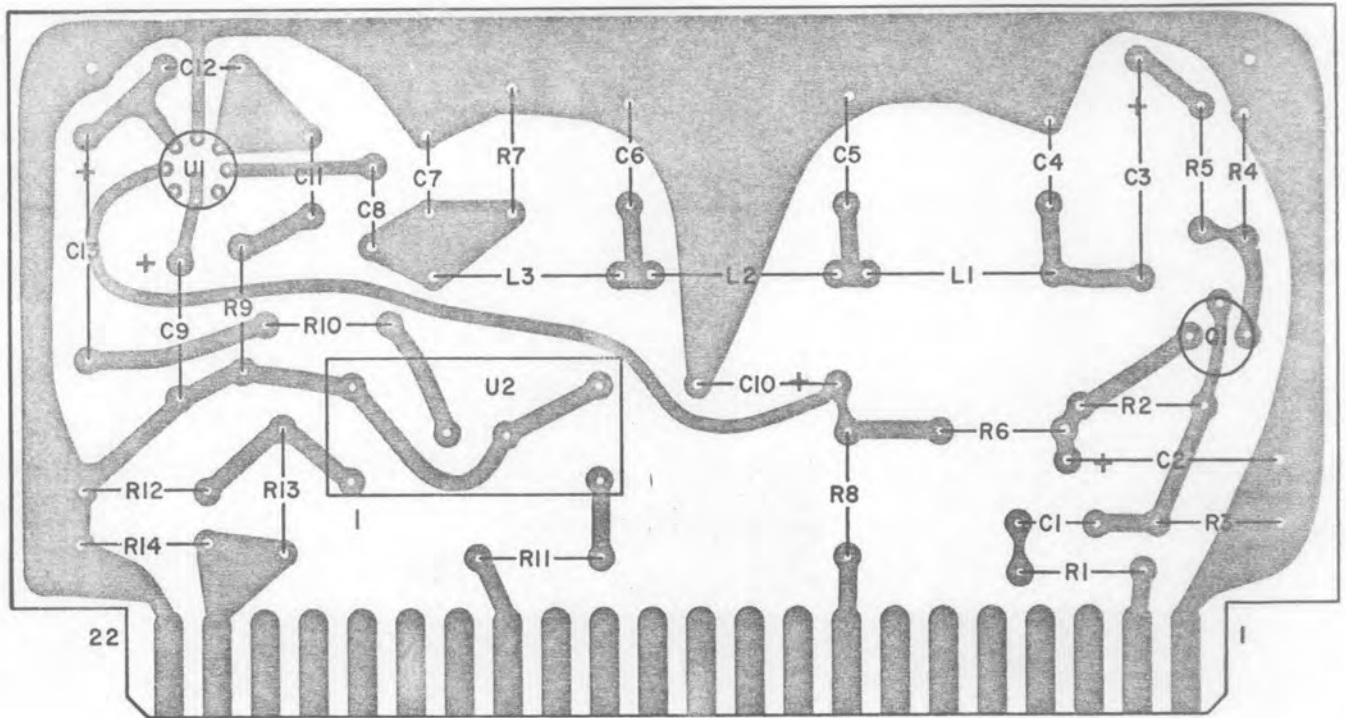 C12
U1
C11
C8
C7
R7
C6
C5
C4
+
C3
R5
R4
+
C13
+
C9
R9
R10
L3
L2
L1
Q1
U2
C10 +
R2
R6
+ C2
R12
R13
1
R8
C1
R3
R14
R11
R1
22
1